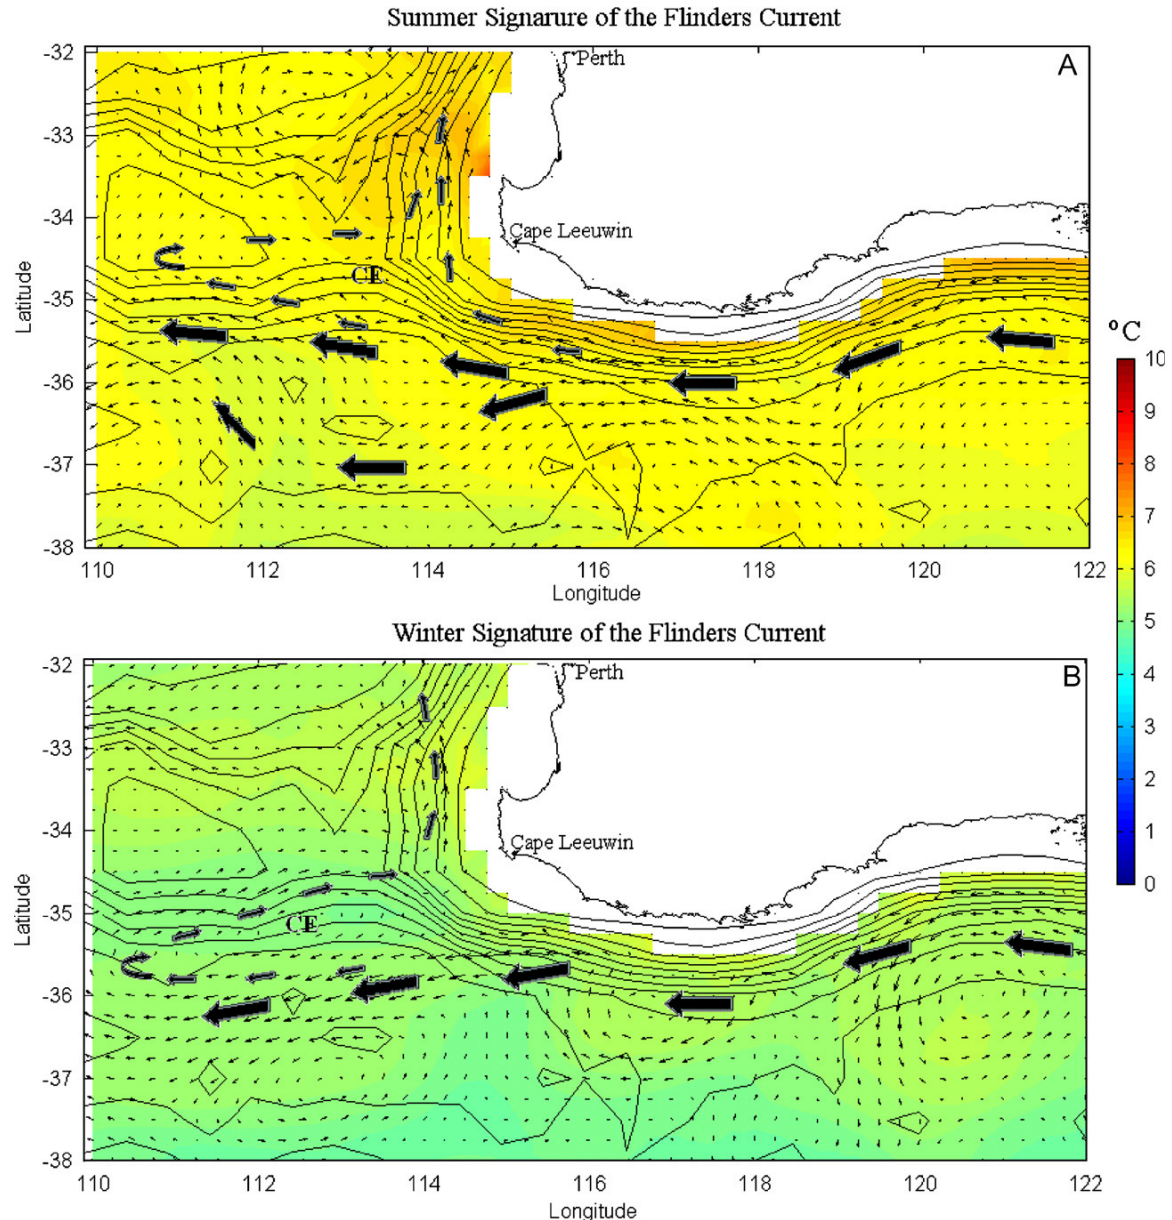 Summer Signarure of the Flinders Current
-32
-33
-34
-35
-36
-37
-38
Latitude
Perth
A
Cape Leeuwin
CE
110 112 114 116 118 120 122
Longitude
Winter Signature of the Flinders Current
-32
-33
-34
-35
-36
-37
-38
Latitude
Perth
B
Cape Leeuwin
CE
110 112 114 116 118 120 122
Longitude
ºC
10
9
8
7
6
5
4
3
2
1
0